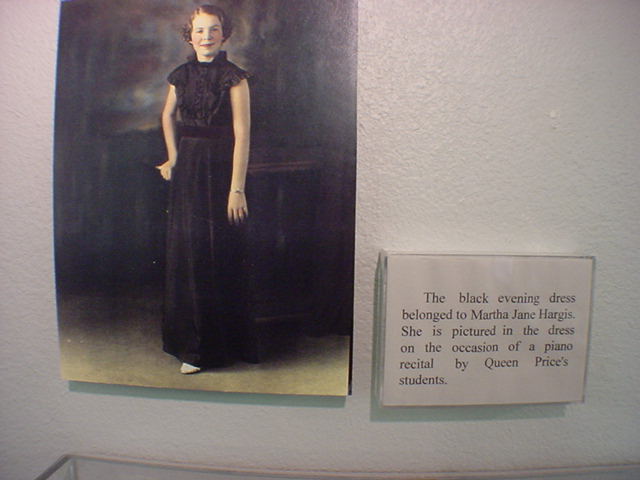 The black evening dress
belonged to Martha Jane Hargis.
She is pictured in the dress
on the occasion of a piano
recital by Queen Price's
students.